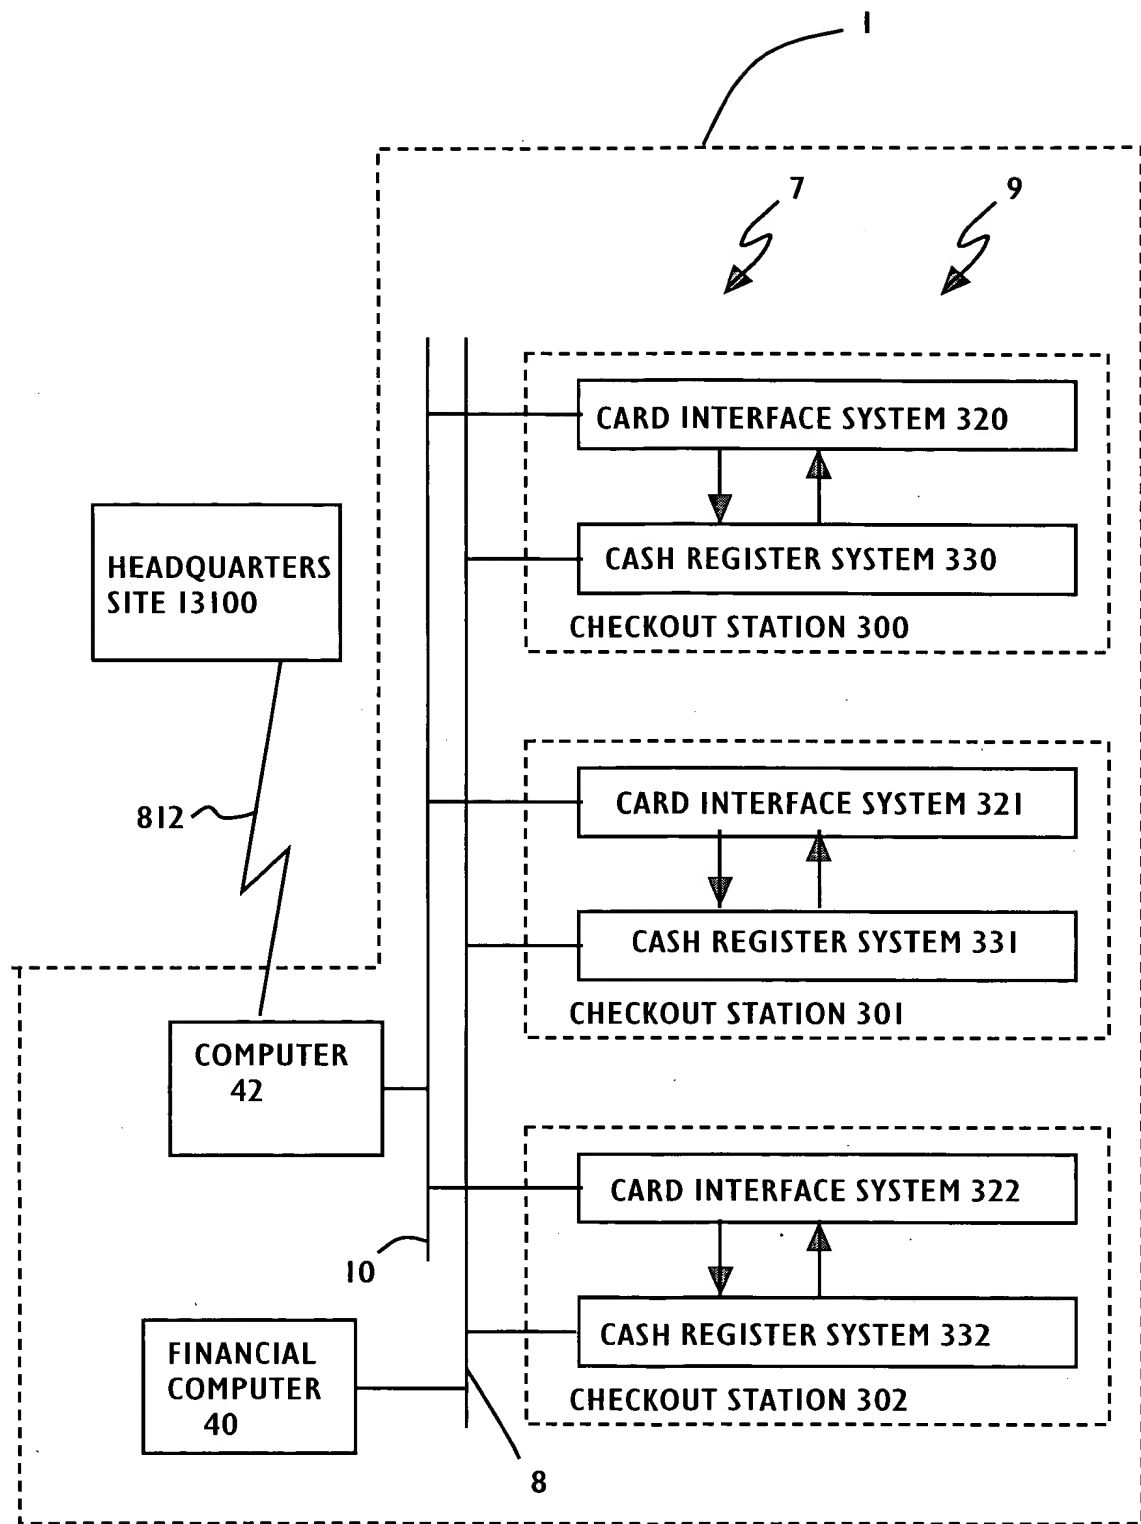 1
7
9
CARD INTERFACE SYSTEM 320
CASH REGISTER SYSTEM 330
CHECKOUT STATION 300
HEADQUARTERS
SITE 13100
812
CARD INTERFACE SYSTEM 321
CASH REGISTER SYSTEM 331
CHECKOUT STATION 301
COMPUTER
42
CARD INTERFACE SYSTEM 322
CASH REGISTER SYSTEM 332
CHECKOUT STATION 302
10
FINANCIAL
COMPUTER
40
8